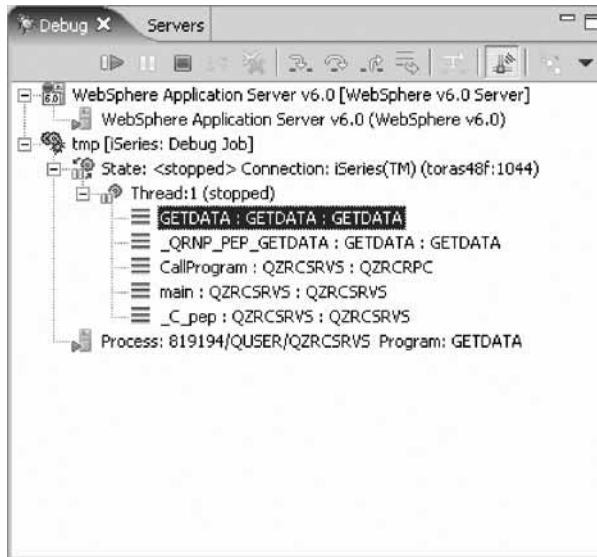 Debug Servers
6.0 WebSphere Application Server v6.0 [WebSphere v6.0 Server]
WebSphere Application Server v6.0 (WebSphere v6.0)
tmp [iSeries: Debug Job]
State: <stopped> Connection: iSeries(TM) (toras48f:1044)
Thread:1 (stopped)
GETDATA : GETDATA : GETDATA
_QRNP_PEP_GETDATA : GETDATA : GETDATA
CallProgram : QZRCSRVS : QZRCRPC
main : QZRCSRVS : QZRCSRVS
_C_pep : QZRCSRVS : QZRCSRVS
Process: 819194/QUSER/QZRCSRVS Program: GETDATA